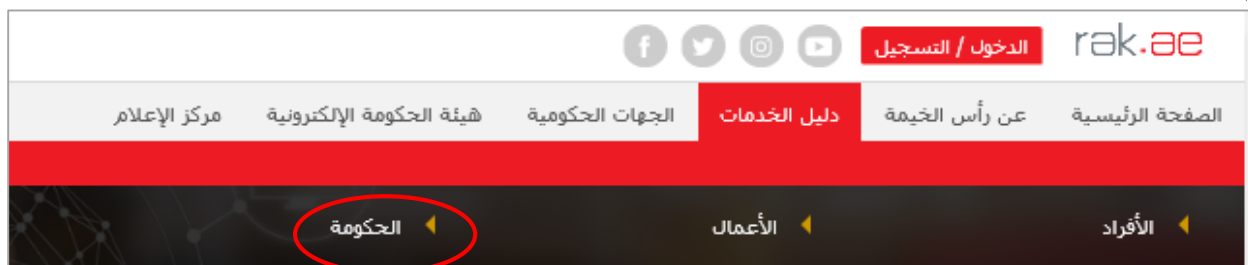 rak.ae الدخول / التسجيل
الصفحة الرئيسية عن رأس الخيمة دليل الخدمات الجهات الحكومية هيئة الحكومة الإلكترونية مركز الإعلام
الأفراد الأعمال الحكومة